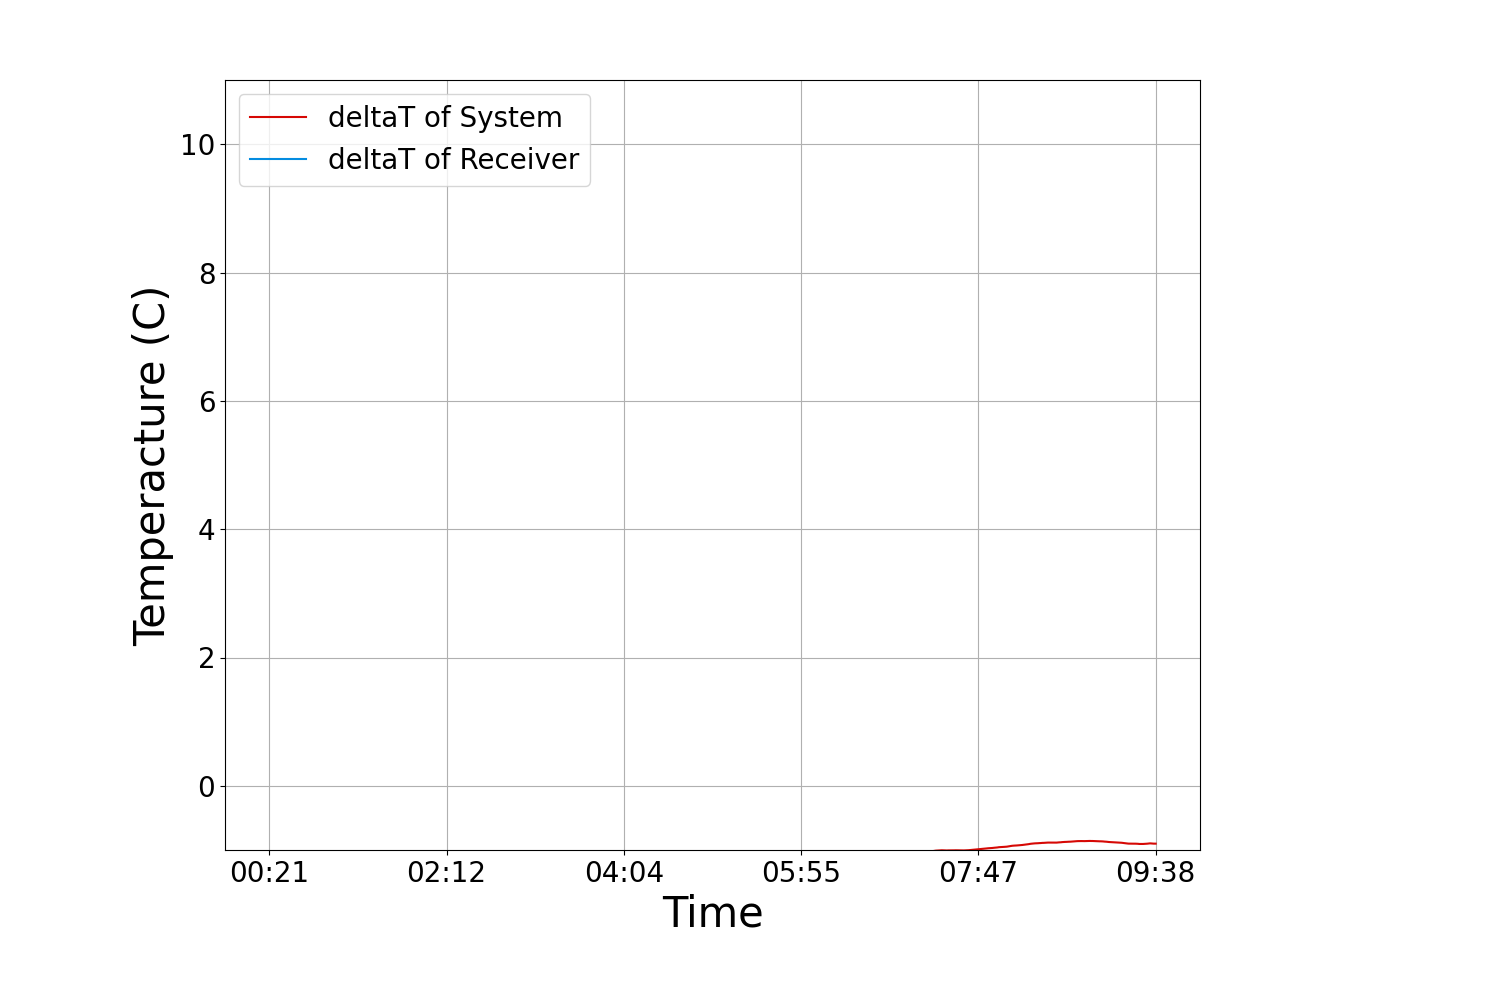 deltaT of System
deltaT of Receiver
10
8
6
4
2
0
Temperacture (C)
00:21 02:12 04:04 05:55 07:47 09:38
Time